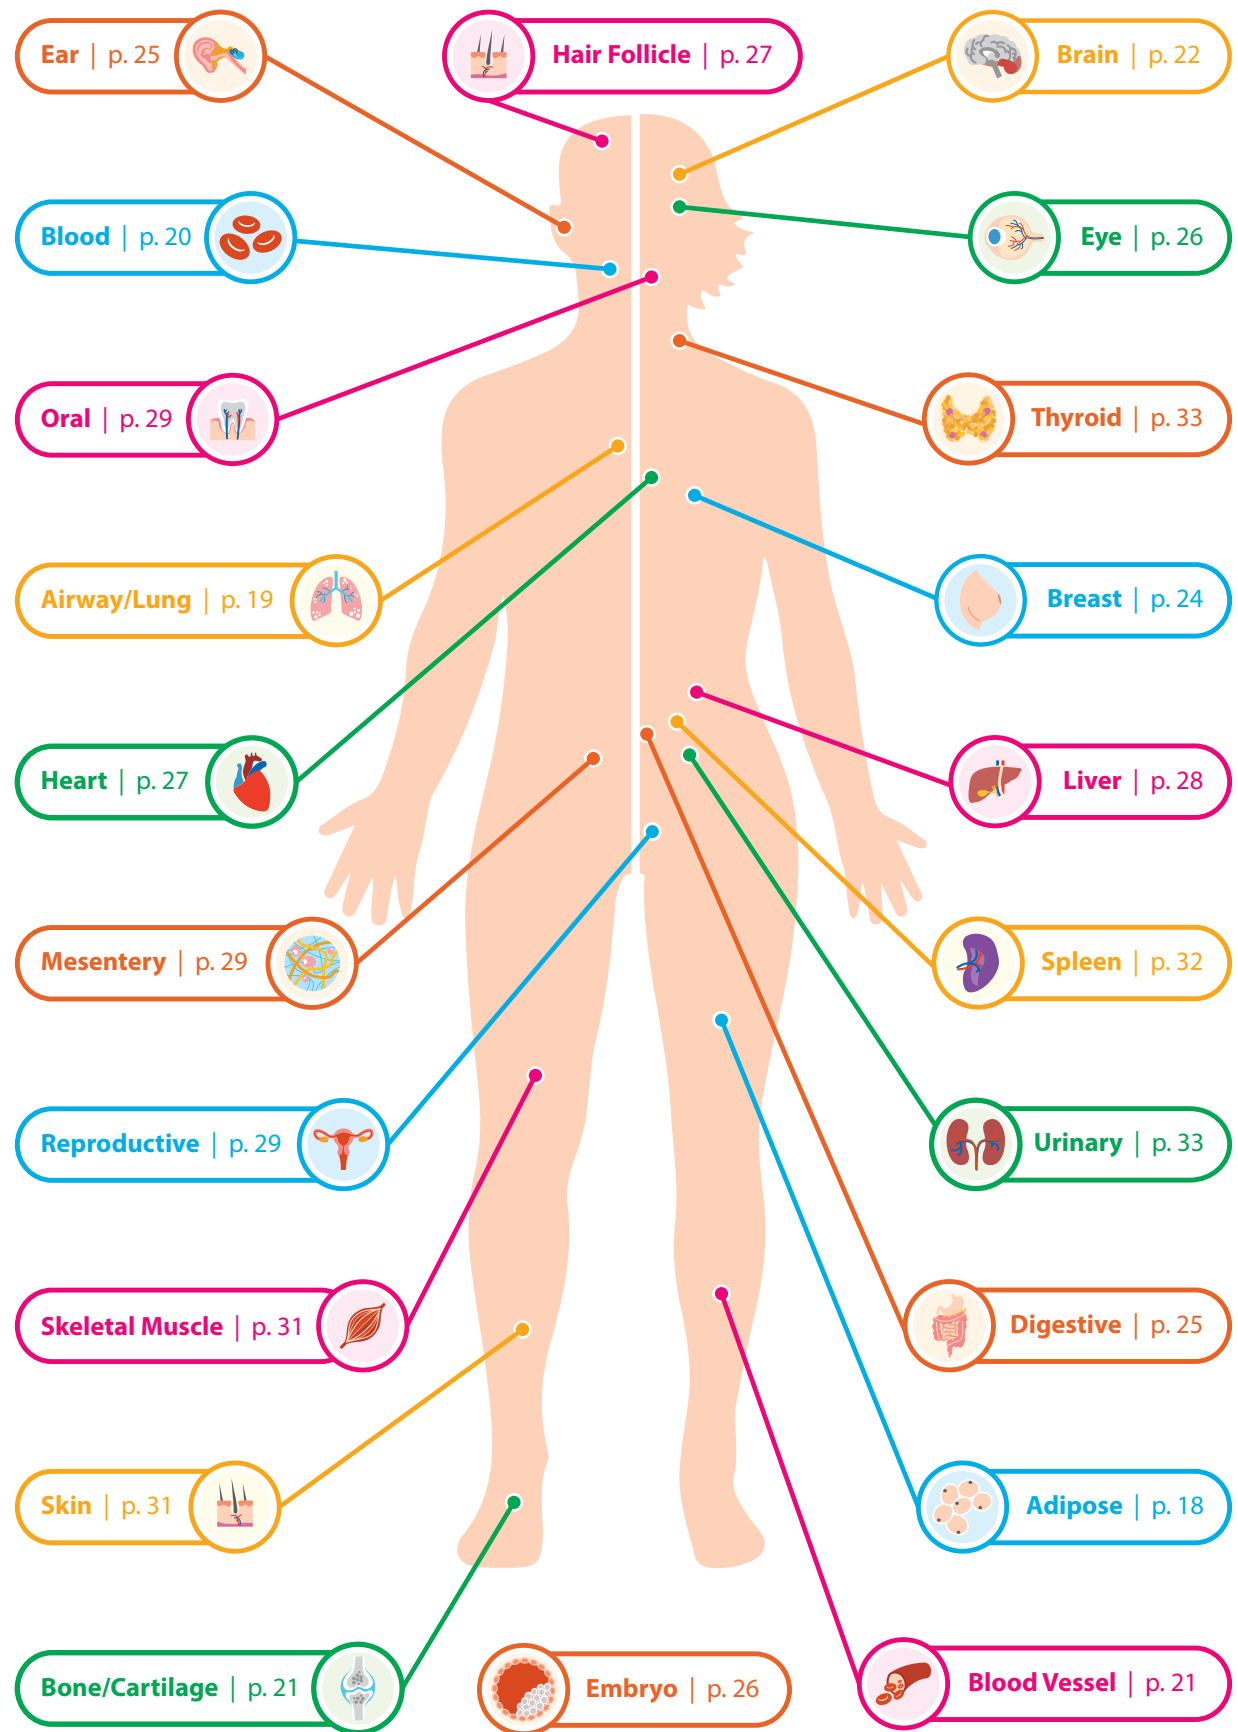 Ear | p. 25
Hair Follicle | p. 27
Brain | p. 22
Blood | p. 20
Eye | p. 26
Oral | p. 29
Thyroid | p. 33
Airway/Lung | p. 19
Breast | p. 24
Heart | p. 27
Liver | p. 28
Mesentery | p. 29
Spleen | p. 32
Reproductive | p. 29
Urinary | p. 33
Skeletal Muscle | p. 31
Digestive | p. 25
Skin | p. 31
Adipose | p. 18
Bone/Cartilage | p. 21
Embryo | p. 26
Blood Vessel | p. 21